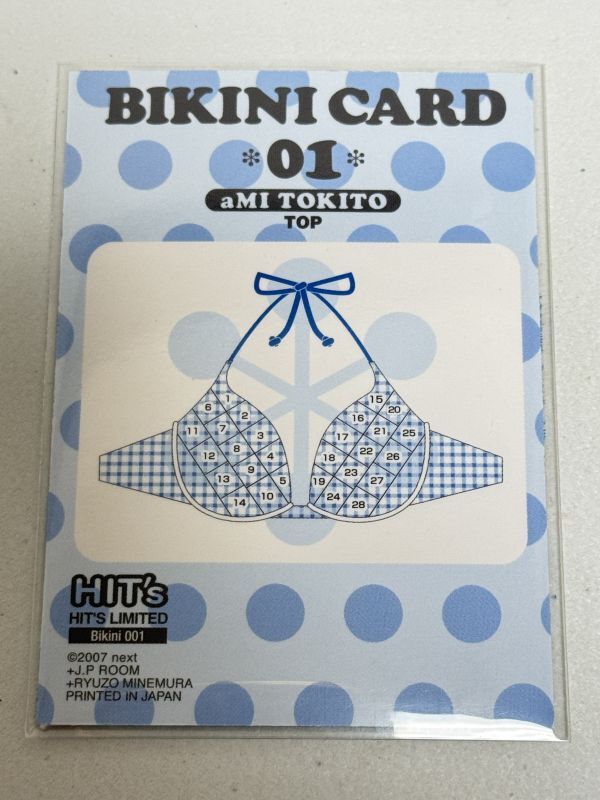 BIKINI CARD
*01*
aMI TOKITO
TOP
1
15
6
2
16
20
11
7
3
17
21
25
12
8
4
18
22
26
13
9
5
19
23
27
14
10
24
28
HIT's
HIT'S LIMITED
Bikini 001
©2007 next
+J.P ROOM
+RYUZO MINEMURA
PRINTED IN JAPAN